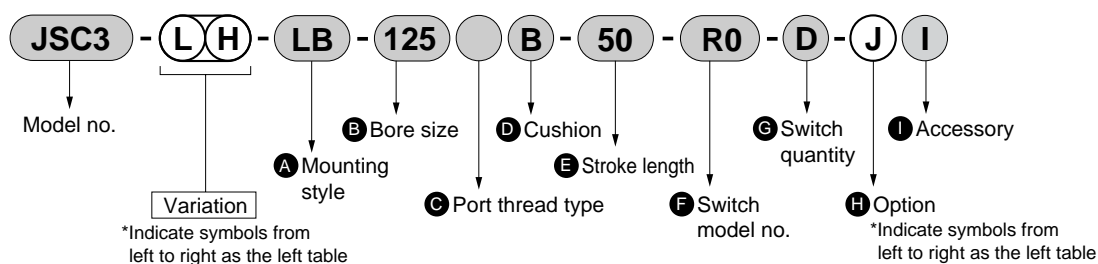 JSC3 - L H - LB - 125 B - 50 - R0 - D - J I
Model no.
B Bore size
D Cushion
G Switch
quantity
I Accessory
A Mounting
style
E Stroke length
Variation
C Port thread type
F Switch
model no.
H Option
*Indicate symbols from
left to right as the left table
*Indicate symbols from
left to right as the left table